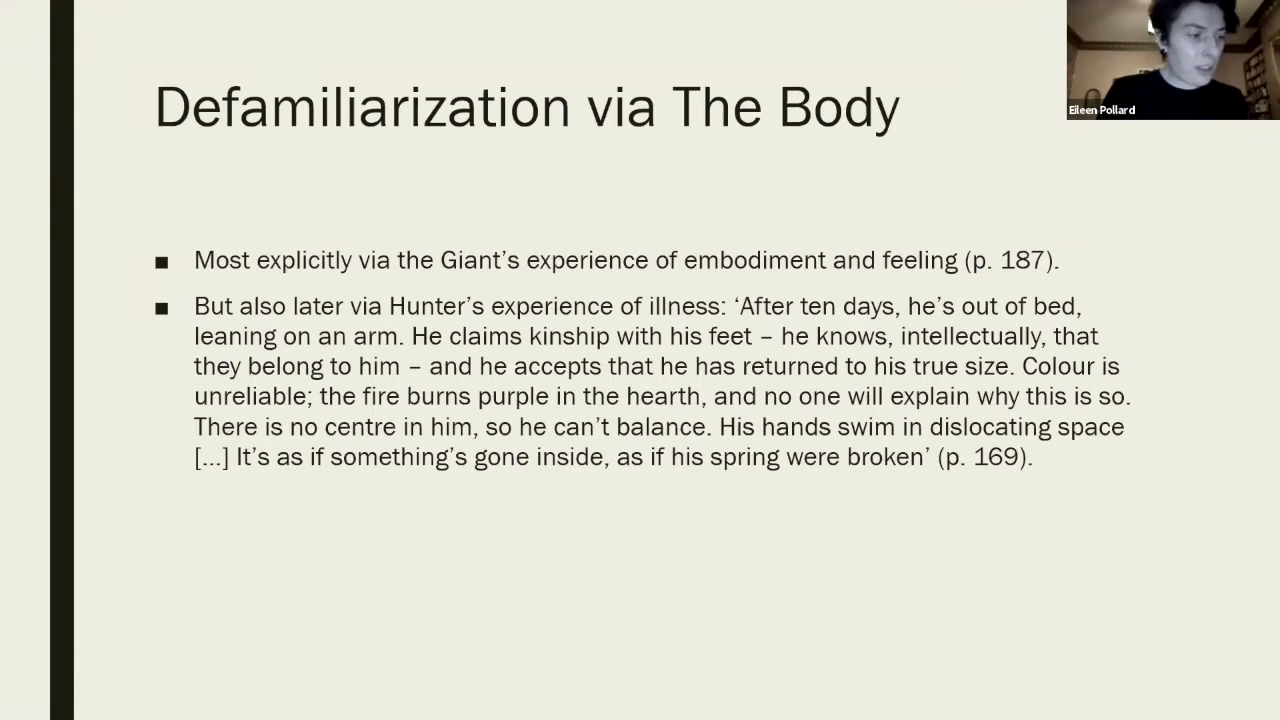 Defamiliarization via The Body
Eileen Pollard
■ Most explicitly via the Giant’s experience of embodiment and feeling (p. 187).
■ But also later via Hunter’s experience of illness: ‘After ten days, he’s out of bed,
leaning on an arm. He claims kinship with his feet – he knows, intellectually, that
they belong to him – and he accepts that he has returned to his true size. Colour is
unreliable; the fire burns purple in the hearth, and no one will explain why this is so.
There is no centre in him, so he can’t balance. His hands swim in dislocating space
[…] It’s as if something’s gone inside, as if his spring were broken’ (p. 169).